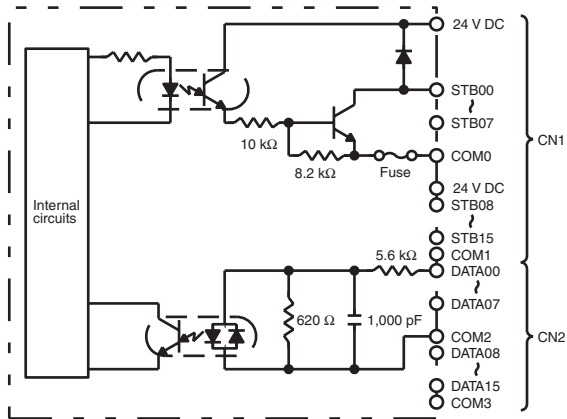 24 V DC
STB00
STB07
CN1
10 kΩ
COM0
8.2 kΩ
Fuse
24 V DC
Internal
circuits
STB08
STB15
5.6 kΩ
COM1
DATA00
DATA07
620 Ω
1,000 pF
COM2
CN2
DATA08
DATA15
COM3